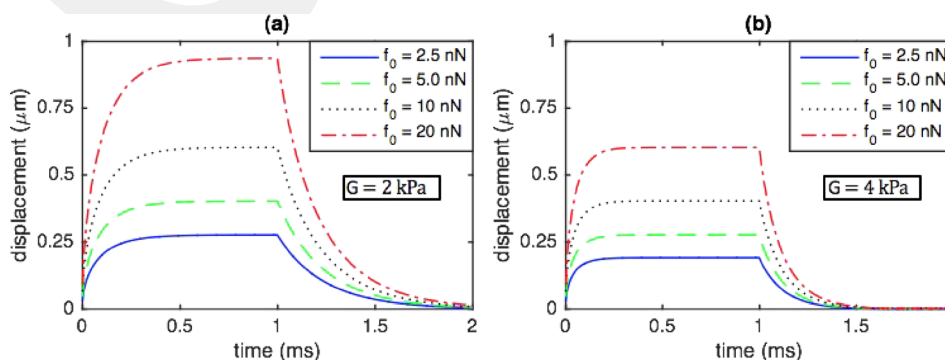 (a)
1
0.75
0.5
0.25
0
displacement (μm)
f0 = 2.5 nN
f0 = 5.0 nN
f0 = 10 nN
f0 = 20 nN
G = 2 kPa
0 0.5 1 1.5 2
time (ms)
(b)
1
0.75
0.5
0.25
0
displacement (μm)
f0 = 2.5 nN
f0 = 5.0 nN
f0 = 10 nN
f0 = 20 nN
G = 4 kPa
0 0.5 1 1.5
time (ms)